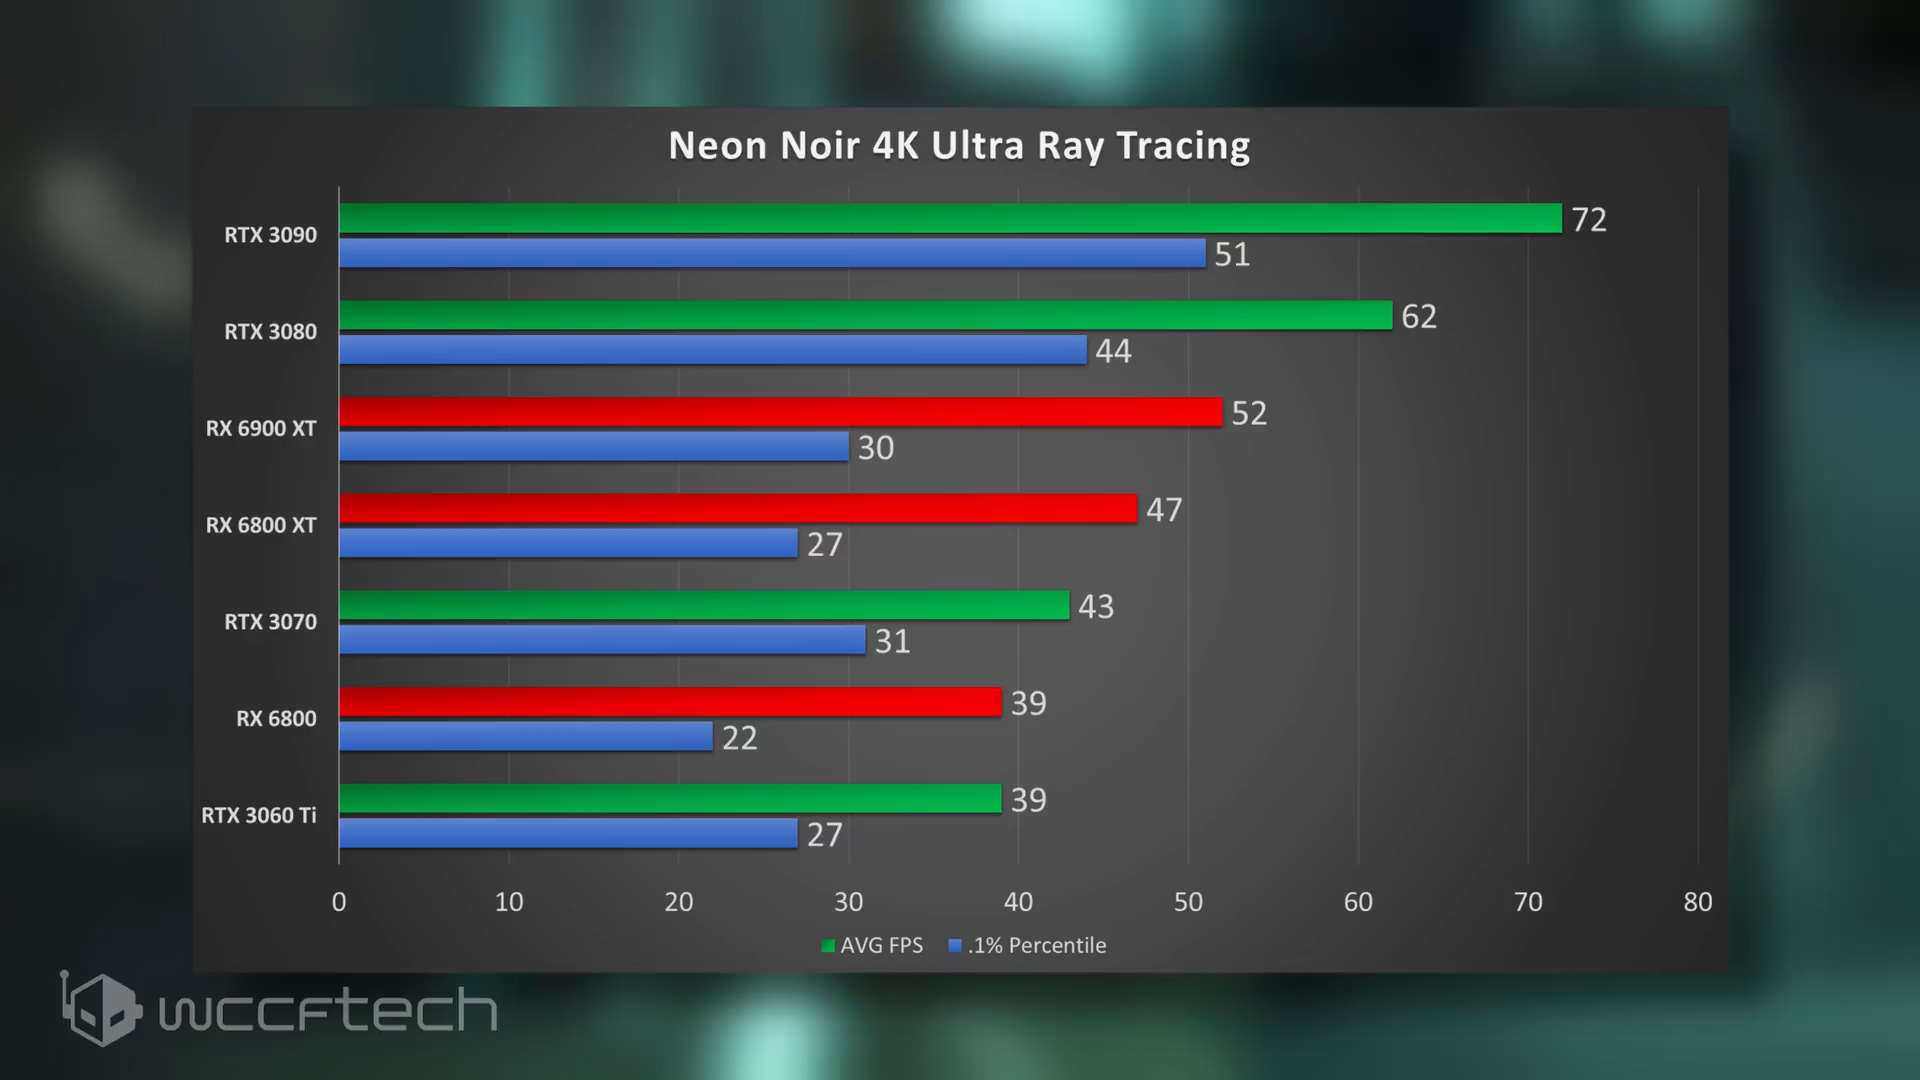 Neon Noir 4K Ultra Ray Tracing
RTX 3090
72
51
RTX 3080
62
44
RX 6900 XT
52
30
RX 6800 XT
47
27
RTX 3070
43
31
RX 6800
39
22
RTX 3060 Ti
39
27
0 10 20 30 40 50 60 70 80
AVG FPS .1% Percentile
wccftech